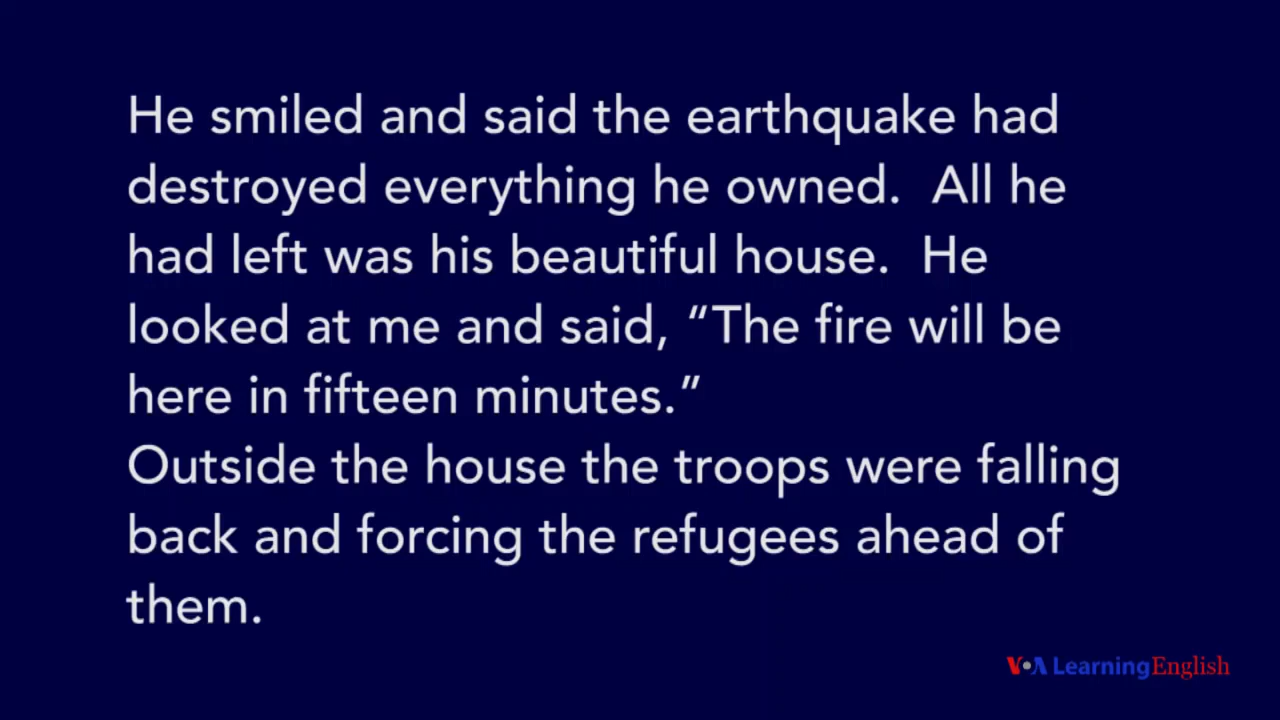 He smiled and said the earthquake had
destroyed everything he owned.  All he
had left was his beautiful house.  He
looked at me and said, “The fire will be
here in fifteen minutes.”
Outside the house the troops were falling
back and forcing the refugees ahead of
them.
VOA Learning English